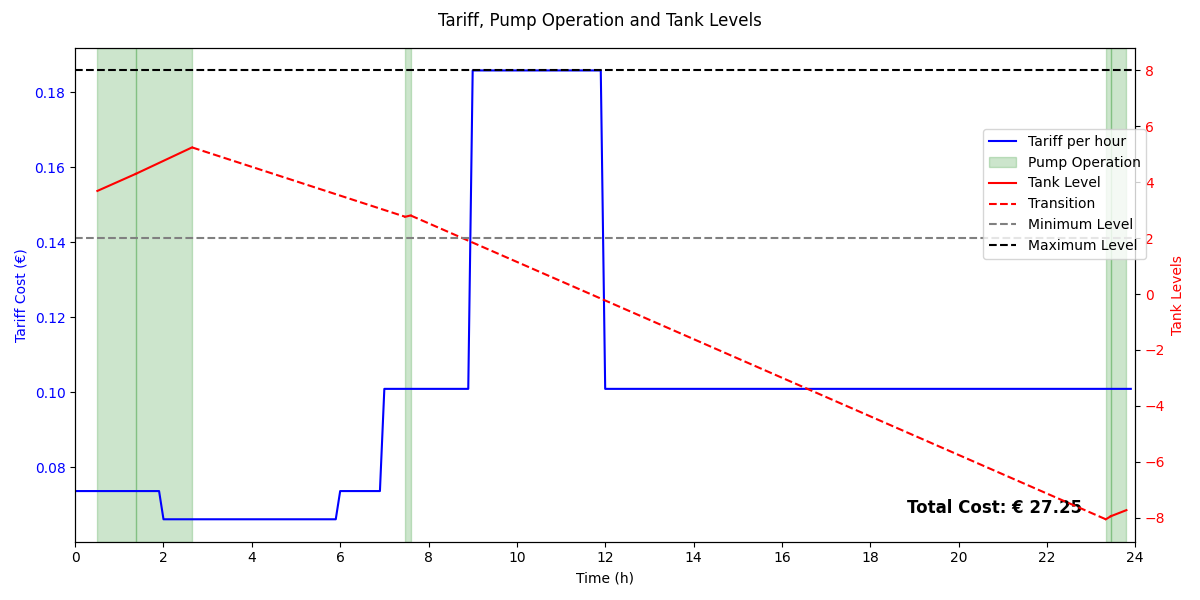 Tariff, Pump Operation and Tank Levels
0.18
0.16
0.14
0.12
0.10
0.08
Tariff Cost (€)
8
6
4
2
0
−2
−4
−6
−8
Tank Levels
Tariff per hour
Pump Operation
Tank Level
Transition
Minimum Level
Maximum Level
Total Cost: € 27.25
0 2 4 6 8 10 12 14 16 18 20 22 24
Time (h)